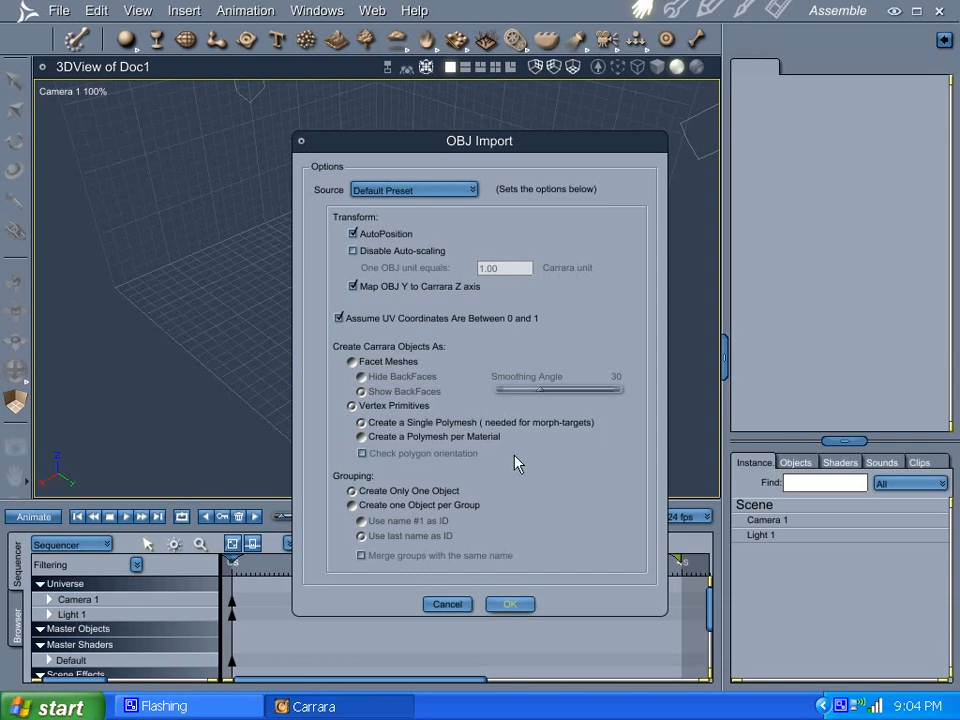 File Edit View Insert Animation Windows Web Help Assemble
3DView of Doc1
Camera 1 100%
OBJ Import
Options
Source Default Preset (Sets the options below)
Transform:
AutoPosition
Disable Auto-scaling
One OBJ unit equals: 1.00 Carrara unit
Map OBJ Y to Carrara Z axis
Assume UV Coordinates Are Between 0 and 1
Create Carrara Objects As:
Facet Meshes
Hide BackFaces Smoothing Angle 30
Show BackFaces
Vertex Primitives
Create a Single Polymesh ( needed for morph-targets)
Create a Polymesh per Material
Check polygon orientation
Grouping:
Create Only One Object
Create one Object per Group
Use name #1 as ID
Use last name as ID
Merge groups with the same name
Cancel OK
Instance. Objects Shaders Sounds Clips
Find: All
Scene
Camera 1
Light 1
Z
Y
X
Animate 24 fps
Sequencer
Browser
Sequencer
Filtering
Universe
Camera 1
Light 1
Master Objects
Master Shaders
Default
Scene Effects
start Flashing Carrara 9:04 PM